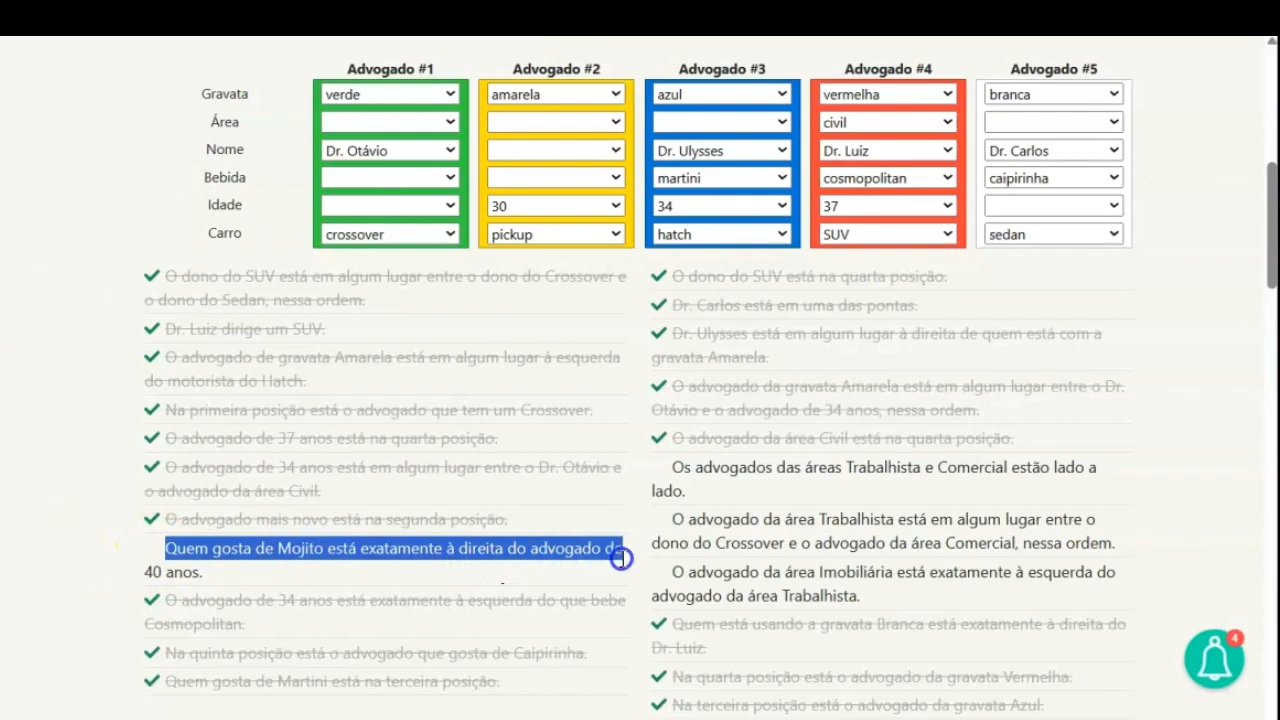 Advogado #1 Advogado #2 Advogado #3 Advogado #4 Advogado #5
Gravata verde amarela azul vermelha branca
Área civil
Nome Dr. Otávio Dr. Ulysses Dr. Luiz Dr. Carlos
Bebida martini cosmopolitan caipirinha
Idade 30 34 37
Carro crossover pickup hatch SUV sedan
O dono do SUV está em algum lugar entre o dono do Crossover e
o dono do Sedan, nessa ordem.
Dr. Luiz dirige um SUV.
O advogado de gravata Amarela está em algum lugar à esquerda
do motorista do Hatch.
Na primeira posição está o advogado que tem um Crossover.
O advogado de 37 anos está na quarta posição.
O advogado de 34 anos está em algum lugar entre o Dr. Otávio e
o advogado da área Civil.
O advogado mais novo está na segunda posição.
Quem gosta de Mojito está exatamente à direita do advogado de
40 anos.
O advogado de 34 anos está exatamente à esquerda do que bebe
Cosmopolitan.
Na quinta posição está o advogado que gosta de Caipirinha.
Quem gosta de Martini está na terceira posição.
O dono do SUV está na quarta posição.
Dr. Carlos está em uma das pontas.
Dr. Ulysses está em algum lugar à direita de quem está com a
gravata Amarela.
O advogado da gravata Amarela está em algum lugar entre o Dr.
Otávio e o advogado de 34 anos, nessa ordem.
O advogado da área Civil está na quarta posição.
Os advogados das áreas Trabalhista e Comercial estão lado a
lado.
O advogado da área Trabalhista está em algum lugar entre o
dono do Crossover e o advogado da área Comercial, nessa ordem.
O advogado da área Imobiliária está exatamente à esquerda do
advogado da área Trabalhista.
Quem está usando a gravata Branca está exatamente à direita do
Dr. Luiz.
Na quarta posição está o advogado da gravata Vermelha.
Na terceira posição está o advogado da gravata Azul.
4